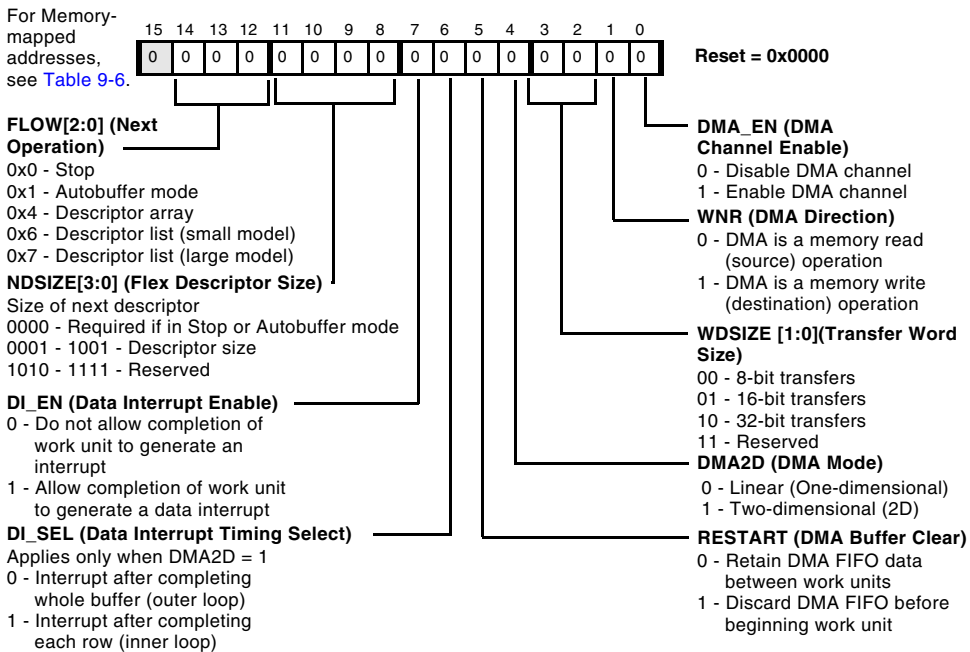 For Memory-
mapped
addresses,
see Table 9-6.
15 14 13 12 11 10 9 8 7 6 5 4 3 2 1 0
0 0 0 0 0 0 0 0 0 0 0 0 0 0 0 0
Reset = 0x0000
FLOW[2:0] (Next
Operation)
0x0 - Stop
0x1 - Autobuffer mode
0x4 - Descriptor array
0x6 - Descriptor list (small model)
0x7 - Descriptor list (large model)
NDSIZE[3:0] (Flex Descriptor Size)
Size of next descriptor
0000 - Required if in Stop or Autobuffer mode
0001 - 1001 - Descriptor size
1010 - 1111 - Reserved
DI_EN (Data Interrupt Enable)
0 - Do not allow completion of
work unit to generate an
interrupt
1 - Allow completion of work unit
to generate a data interrupt
DI_SEL (Data Interrupt Timing Select)
Applies only when DMA2D = 1
0 - Interrupt after completing
whole buffer (outer loop)
1 - Interrupt after completing
each row (inner loop)
DMA_EN (DMA
Channel Enable)
0 - Disable DMA channel
1 - Enable DMA channel
WNR (DMA Direction)
0 - DMA is a memory read
(source) operation
1 - DMA is a memory write
(destination) operation
WDSIZE [1:0](Transfer Word
Size)
00 - 8-bit transfers
01 - 16-bit transfers
10 - 32-bit transfers
11 - Reserved
DMA2D (DMA Mode)
0 - Linear (One-dimensional)
1 - Two-dimensional (2D)
RESTART (DMA Buffer Clear)
0 - Retain DMA FIFO data
between work units
1 - Discard DMA FIFO before
beginning work unit